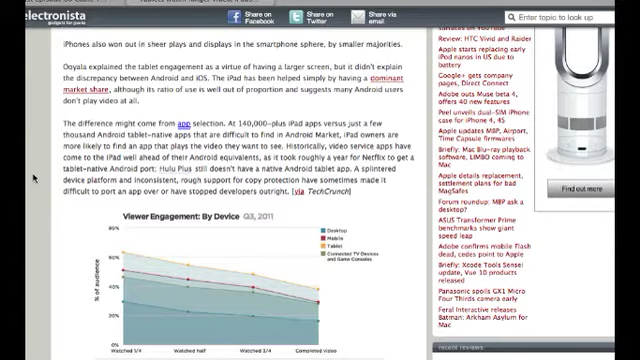 electronista
gadgets for geeks
Share on Facebook
Share on Twitter
Share via email
Enter topic to look up
iPhones also won out in sheer plays and displays in the smartphone sphere, by smaller majorities.
Ooyala explained the tablet engagement as a virtue of having a larger screen, but it didn't explain
the discrepancy between Android and iOS. The iPad has been helped simply by having a dominant
market share, although its ratio of use is well out of proportion and suggests many Android users
don't play video at all.
The difference might come from app selection. At 140,000-plus iPad apps versus just a few
thousand Android tablet-native apps that are difficult to find in Android Market, iPad owners are
more likely to find an app that plays the video they want to see. Historically, video service apps have
come to the iPad well ahead of their Android equivalents, as it took roughly a year for Netflix to get a
tablet-native Android port; Hulu Plus still doesn't have a native Android tablet app. A splintered
device platform and inconsistent, rough support for copy protection have sometimes made it
difficult to port an app over or have stopped developers outright. [via TechCrunch]
Viewer Engagement: By Device Q3, 2011
80%
60%
40%
20%
0%
% of audience
Desktop
Mobile
Tablet
Connected TV Devices
and Game Consoles
Watched 1/4
Watched half
Watched 3/4
Completed video
Review: HTC Vivid and Raider
Apple starts replacing early
iPod nanos in US due to
battery
Google+ gets company
pages, Direct Connect
Adobe outs Muse beta 4,
offers 40 new features
Peel unveils dual-SIM iPhone
case for iPhone 4, 4S
Apple updates MBP, Airport,
Time Capsule firmware
Briefly: Mac Blu-ray playback
software, LIMBO coming to
Mac
Apple details replacement,
settlement plans for bad
MagSafes
Forum roundup: MBP ask a
desktop?
ASUS Transformer Prime
benchmarks show giant
speed leap
Adobe confirms mobile Flash
dead, cedes point to Apple
Briefly: Xcode Tools Sensei
update, Vue 10 products
released
Panasonic spoils GX1 Micro
Four Thirds camera early
Feral Interactive releases
Batman: Arkham Asylum for
Mac
recent reviews
Find out more